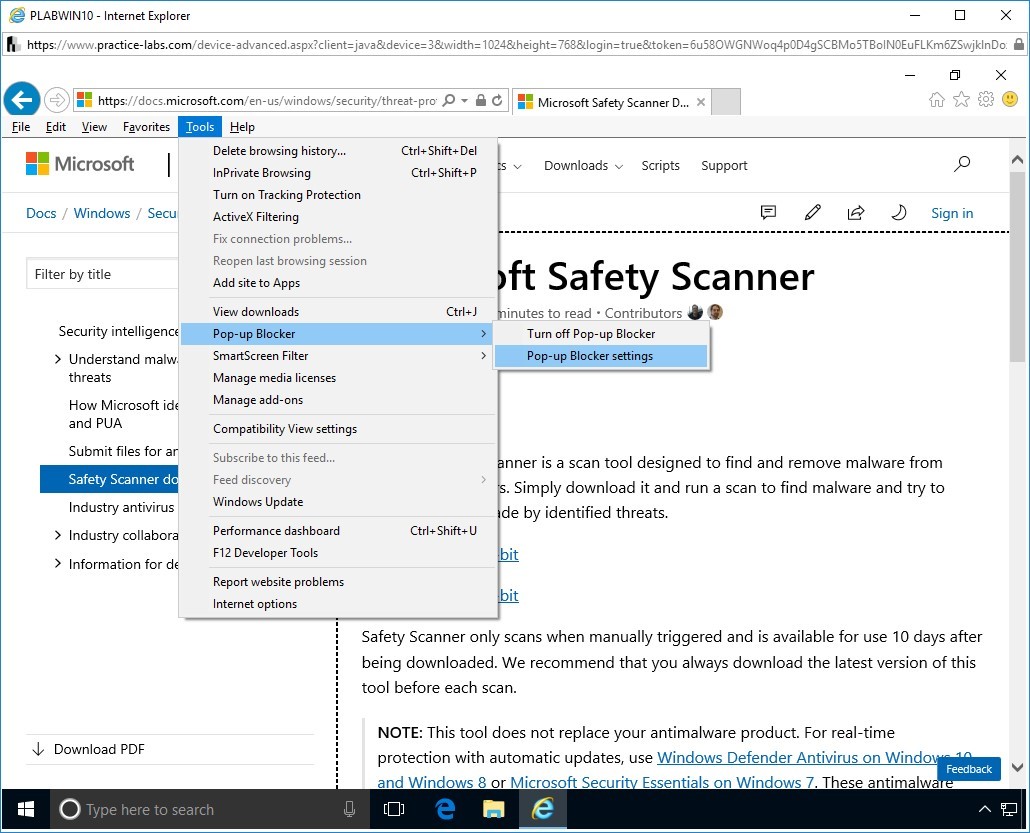 PLABWIN10 - Internet Explorer
https://www.practice-labs.com/device-advanced.aspx?client=java&device=3&width=1024&height=768&login=true&token=6u58OWGNWoq4p0D4gSCBMo5TBoIN0EuFLKm6ZSwjkInDo
https://docs.microsoft.com/en-us/windows/security/threat-pro
Microsoft Safety Scanner D...
File Edit View Favorites Tools Help
Microsoft
cs Downloads Scripts Support
Docs / Windows / Secu
Sign in
Filter by title
Security intelligence
Understand malwa
threats
How Microsoft ide
and PUA
Submit files for an
Safety Scanner do
Industry antivirus
Industry collabora
Information for de
Download PDF
Delete browsing history... Ctrl+Shift+Del
InPrivate Browsing Ctrl+Shift+P
Turn on Tracking Protection
ActiveX Filtering
Fix connection problems...
Reopen last browsing session
Add site to Apps
View downloads Ctrl+J
Pop-up Blocker
SmartScreen Filter
Manage media licenses
Manage add-ons
Compatibility View settings
Subscribe to this feed...
Feed discovery
Windows Update
Performance dashboard Ctrl+Shift+U
F12 Developer Tools
Report website problems
Internet options
Turn off Pop-up Blocker
Pop-up Blocker settings
oft Safety Scanner
minutes to read • Contributors
anner is a scan tool designed to find and remove malware from
s. Simply download it and run a scan to find malware and try to
de by identified threats.
bit
bit
Safety Scanner only scans when manually triggered and is available for use 10 days after
being downloaded. We recommend that you always download the latest version of this
tool before each scan.
NOTE: This tool does not replace your antimalware product. For real-time
protection with automatic updates, use Windows Defender Antivirus on Windows 10
and Windows 8 or Microsoft Security Essentials on Windows 7. These antimalware
Feedback
Type here to search